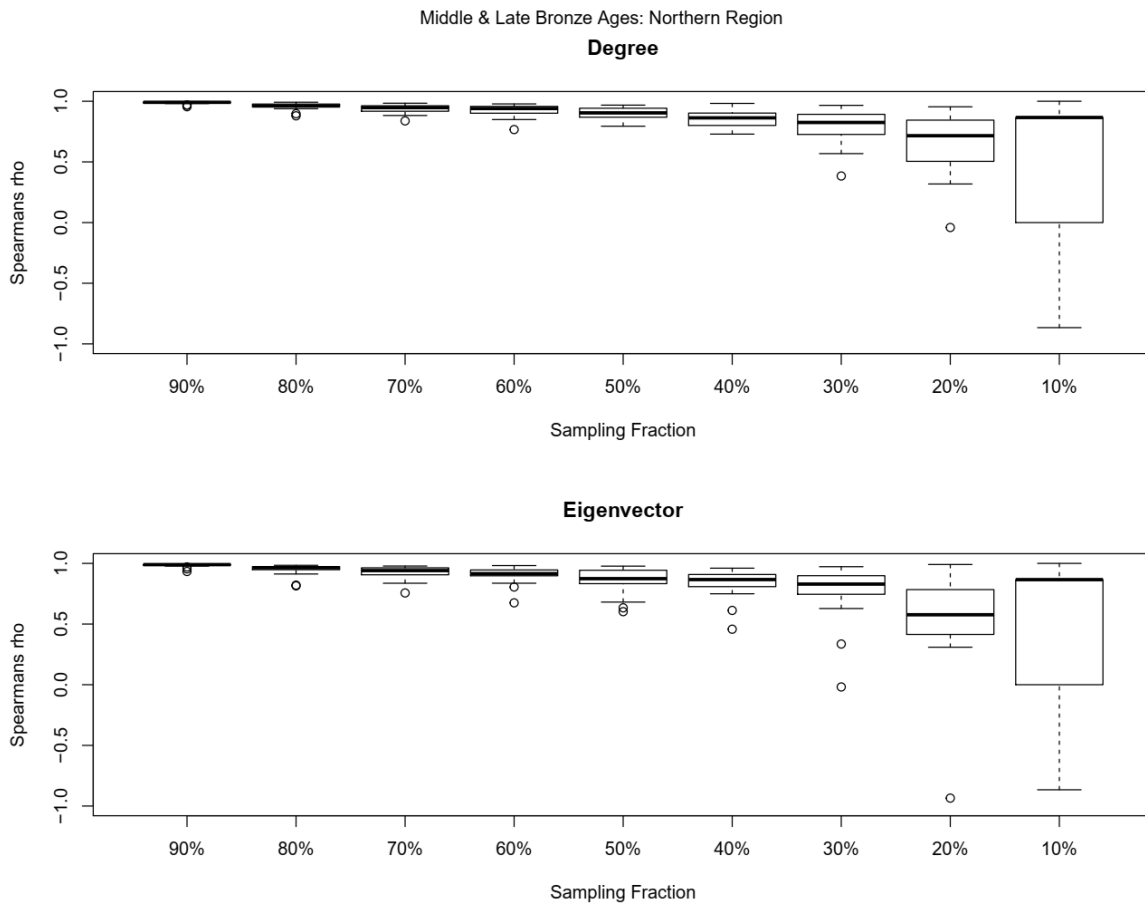 Middle & Late Bronze Ages: Northern Region
Degree
Spearmans rho
1.0
0.5
0.0
−0.5
−1.0
90% 80% 70% 60% 50% 40% 30% 20% 10%
Sampling Fraction
Eigenvector
Spearmans rho
1.0
0.5
0.0
−0.5
−1.0
90% 80% 70% 60% 50% 40% 30% 20% 10%
Sampling Fraction